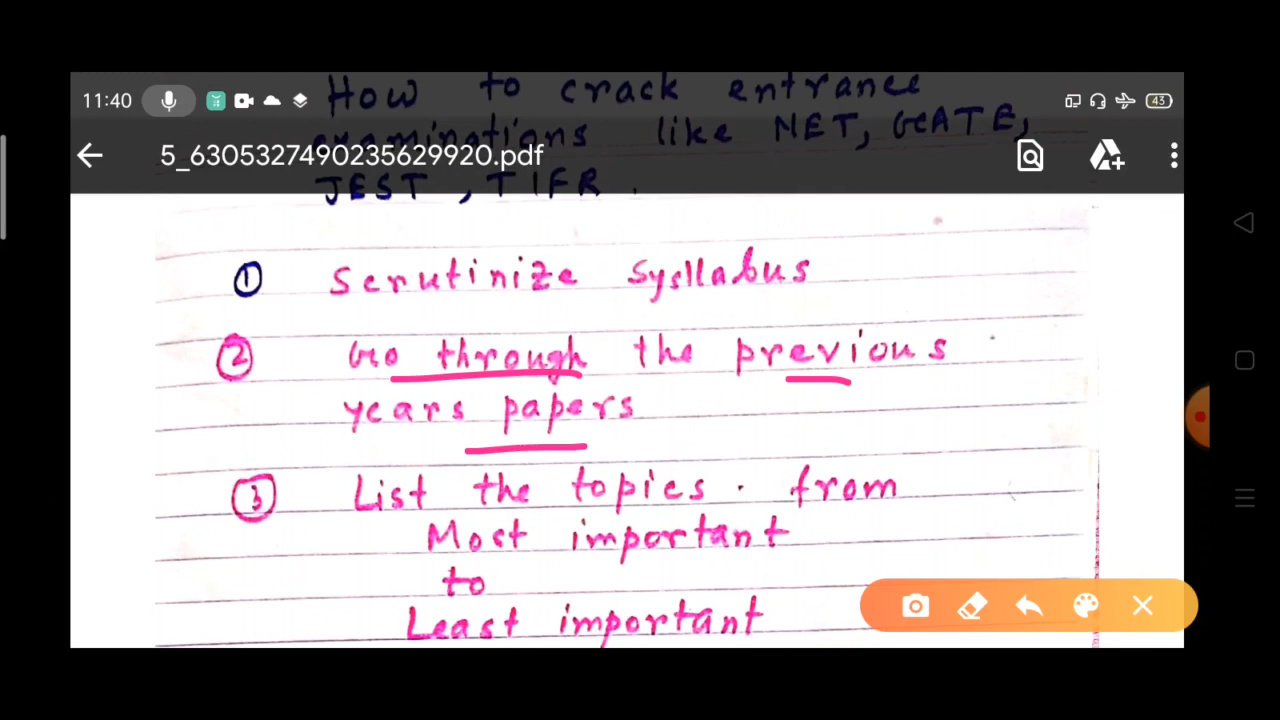 How to crack entrance
11:40
43
examinations like NET, GATE,
5_6305327490235629920.pdf
JEST, TIFR.
① Scrutinize Syllabus
② Go through the previous
years papers
③ List the topics. from
Most important
to
Least important